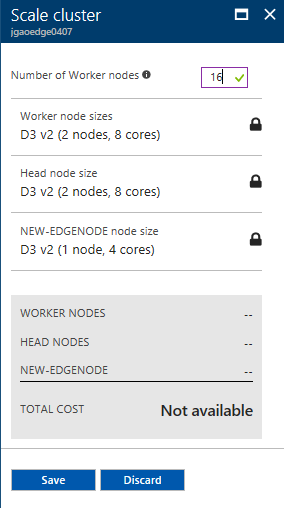 Scale cluster
jgaoedge0407
Number of Worker nodes
16
Worker node sizes
D3 v2 (2 nodes, 8 cores)
Head node size
D3 v2 (2 nodes, 8 cores)
NEW-EDGENODE node size
D3 v2 (1 node, 4 cores)
WORKER NODES --
HEAD NODES --
NEW-EDGENODE --
TOTAL COST Not available
Save Discard